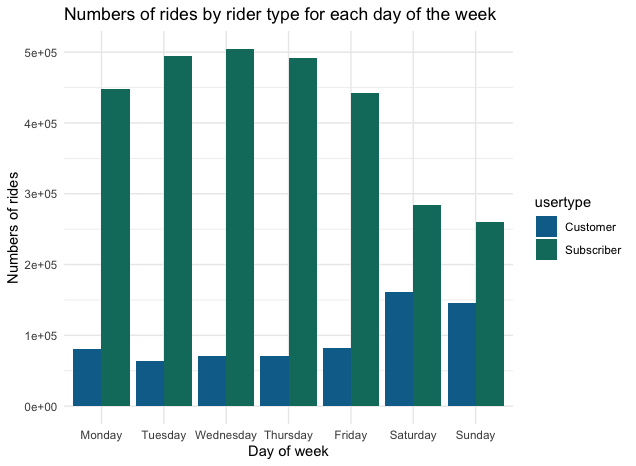 Numbers of rides by rider type for each day of the week
Numbers of rides
5e+05
4e+05
3e+05
2e+05
1e+05
0e+00
Monday Tuesday Wednesday Thursday Friday Saturday Sunday
Day of week
usertype
Customer
Subscriber